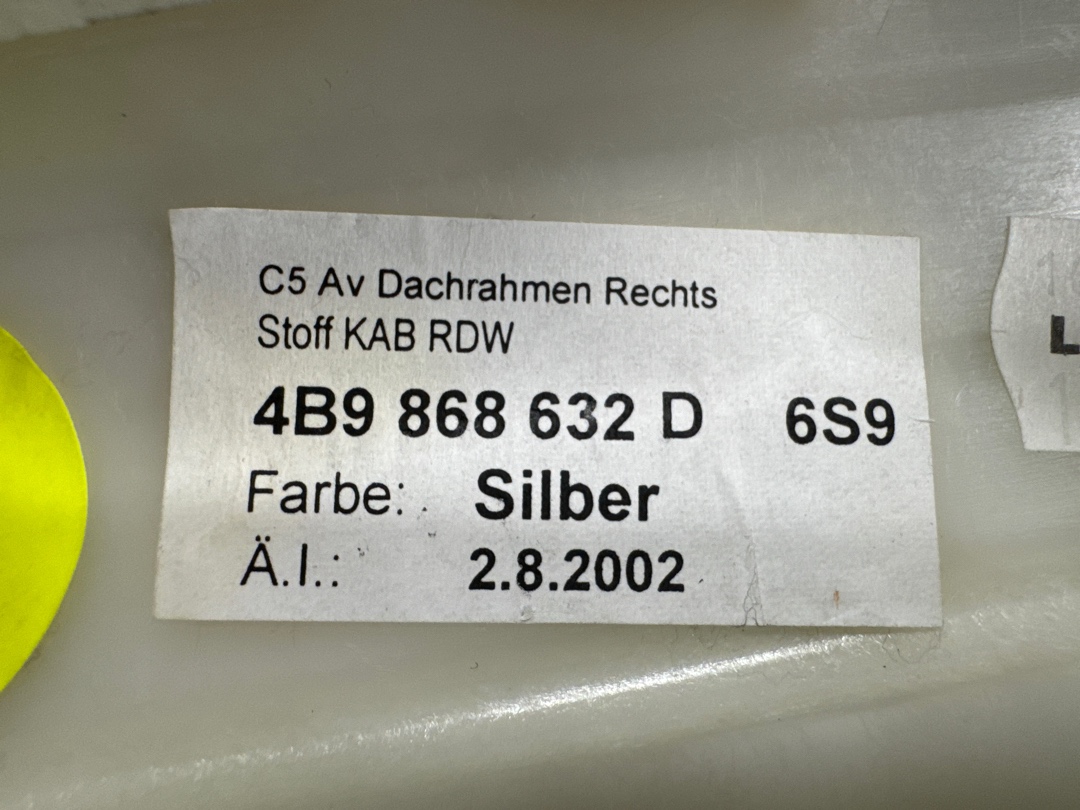 C5 Av Dachrahmen Rechts
Stoff KAB RDW
4B9 868 632 D 6S9
Farbe: Silber
Ä.I.: 2.8.2002
L